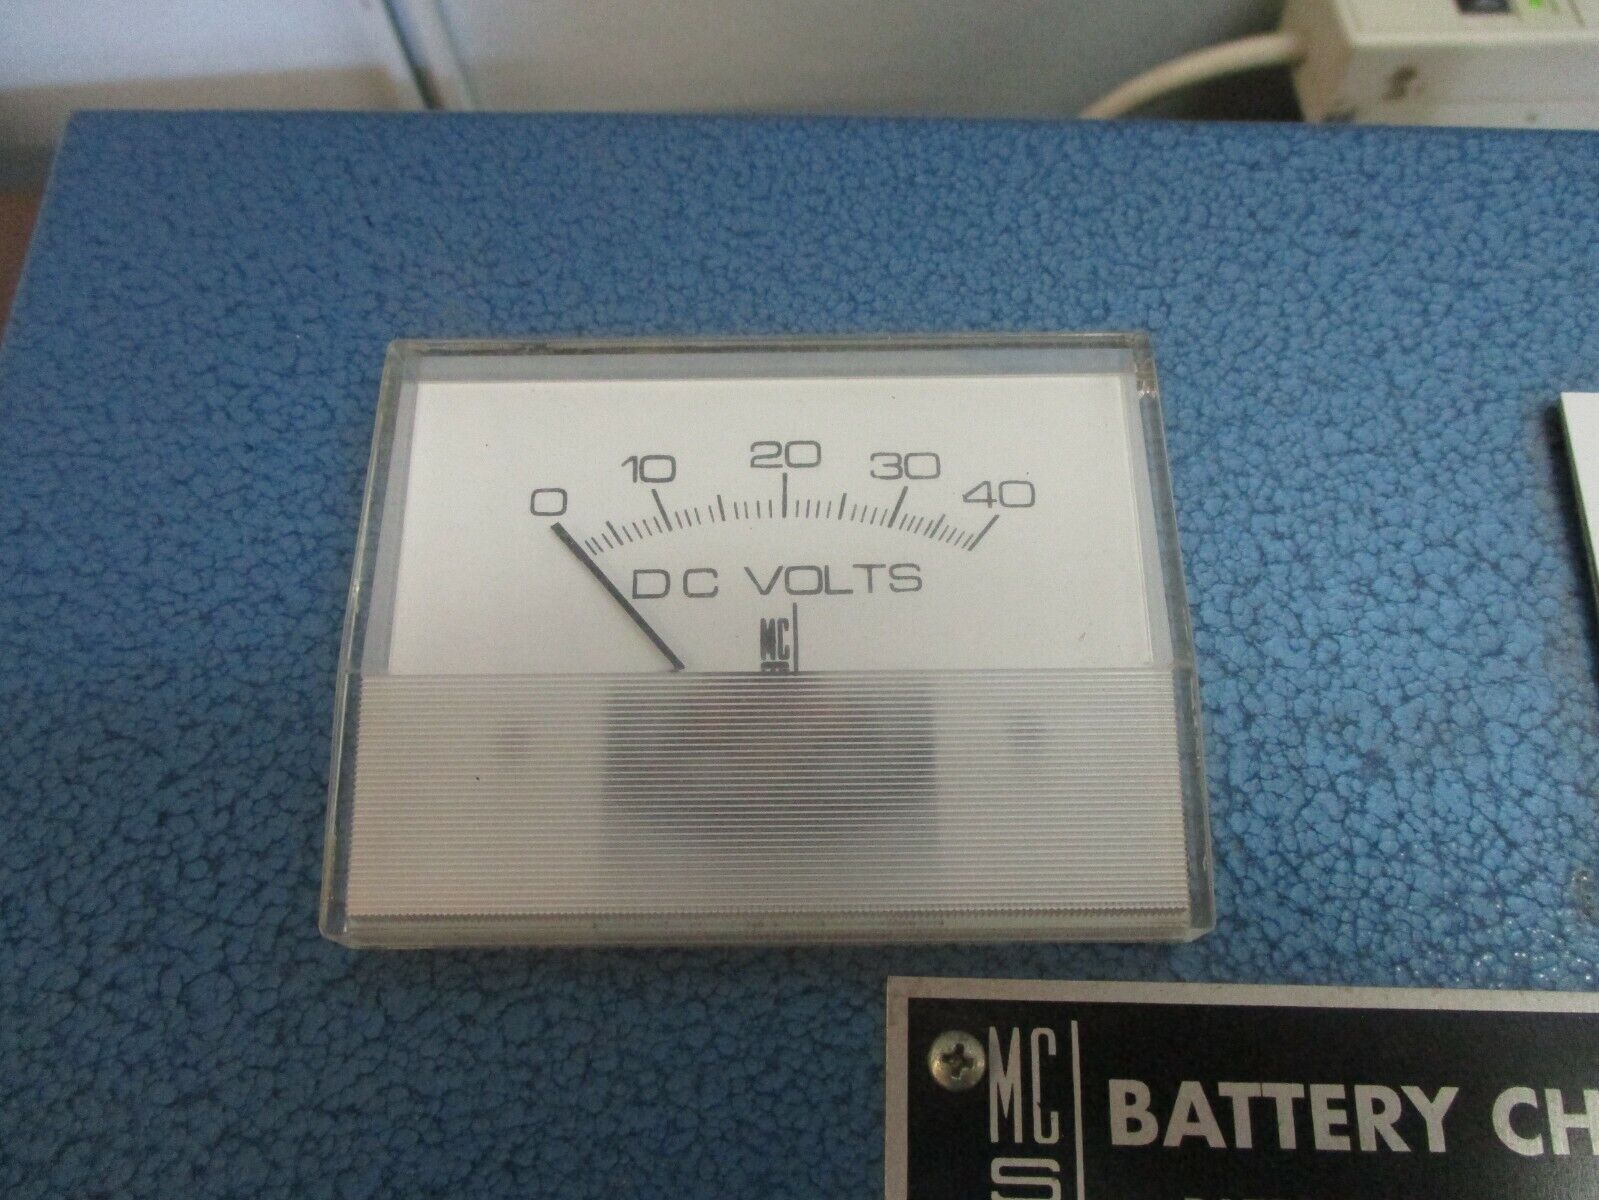 0 10 20 30 40
DC VOLTS
MC
MC
BATTERY CH
S